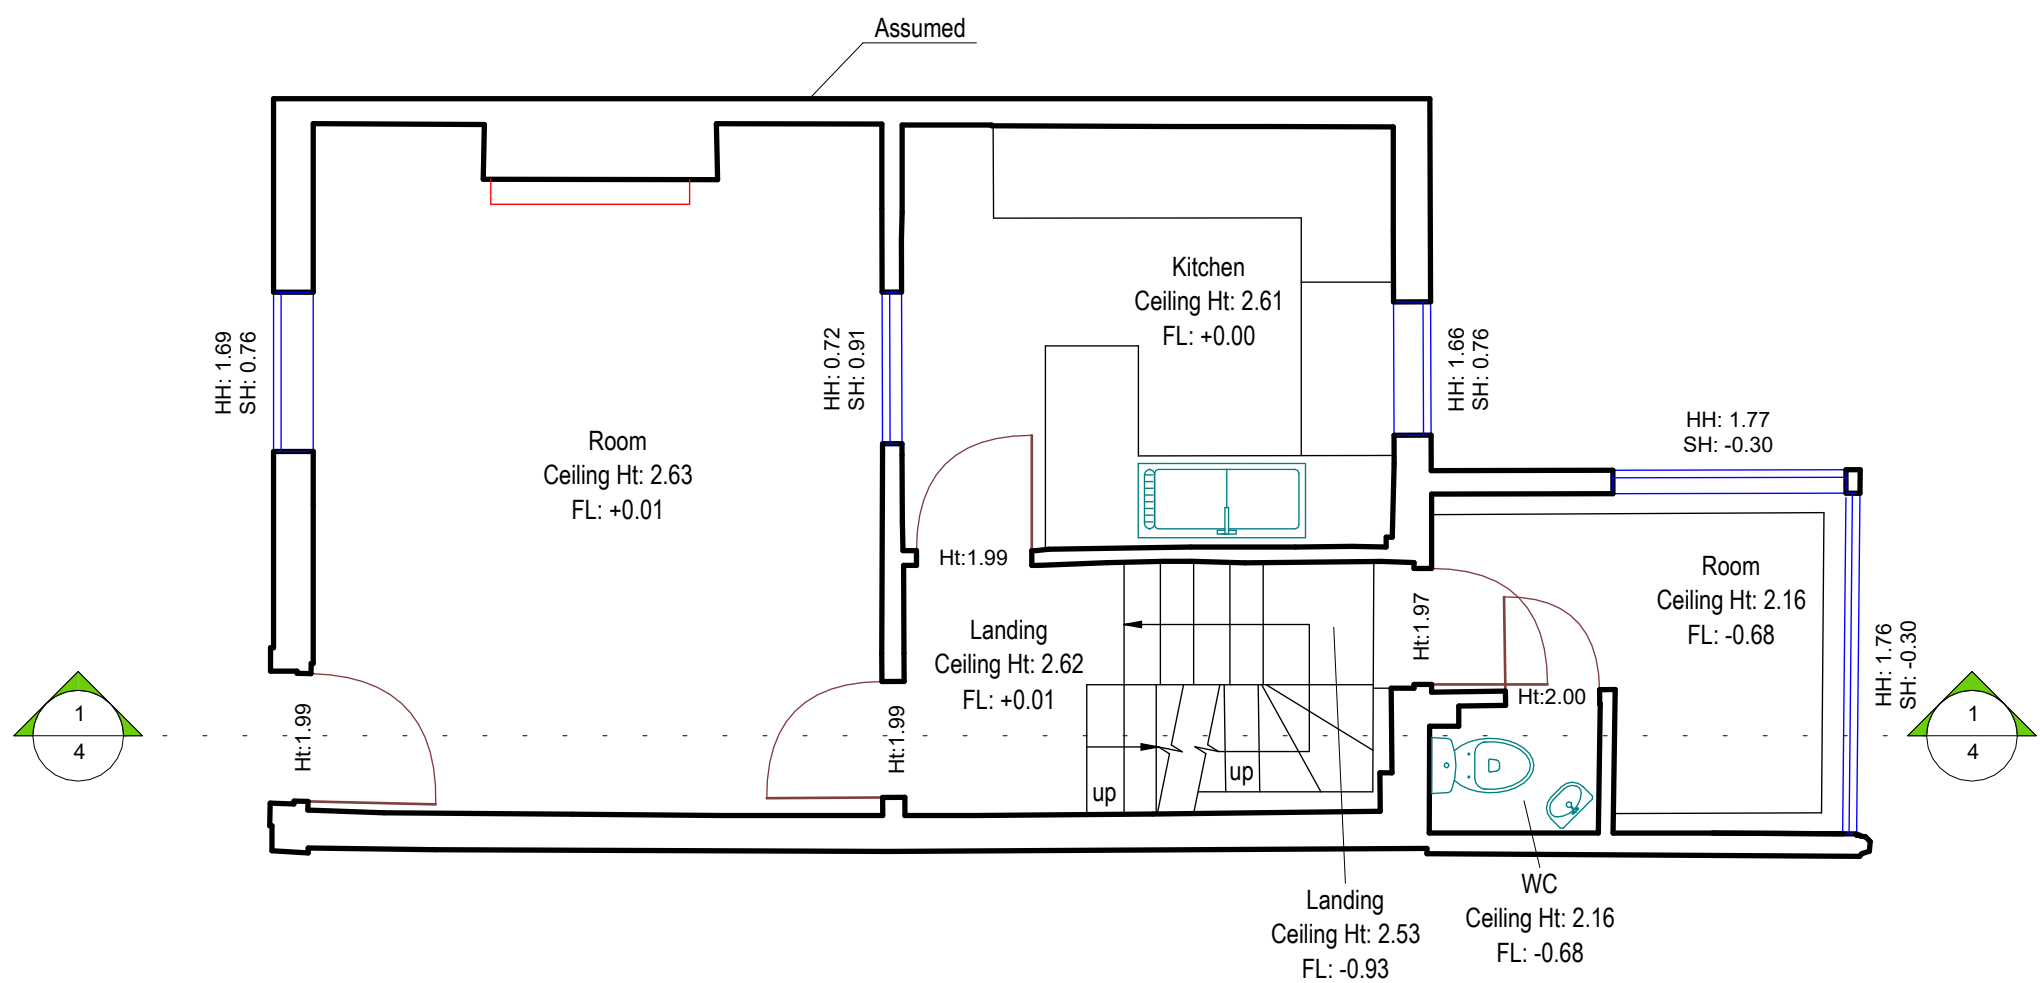 Assumed
Kitchen
Ceiling Ht: 2.61
FL: +0.00
HH: 1.69
SH: 0.76
HH: 0.72
SH: 0.91
HH: 1.66
SH: 0.76
HH: 1.77
SH: -0.30
Room
Ceiling Ht: 2.63
FL: +0.01
Ht:1.99
Room
Ceiling Ht: 2.16
FL: -0.68
Landing
Ceiling Ht: 2.62
FL: +0.01
Ht:1.97
HH: 1.76
SH: -0.30
Ht:2.00
1
4
Ht:1.99
Ht:1.99
1
4
up
up
Landing
Ceiling Ht: 2.53
FL: -0.93
WC
Ceiling Ht: 2.16
FL: -0.68